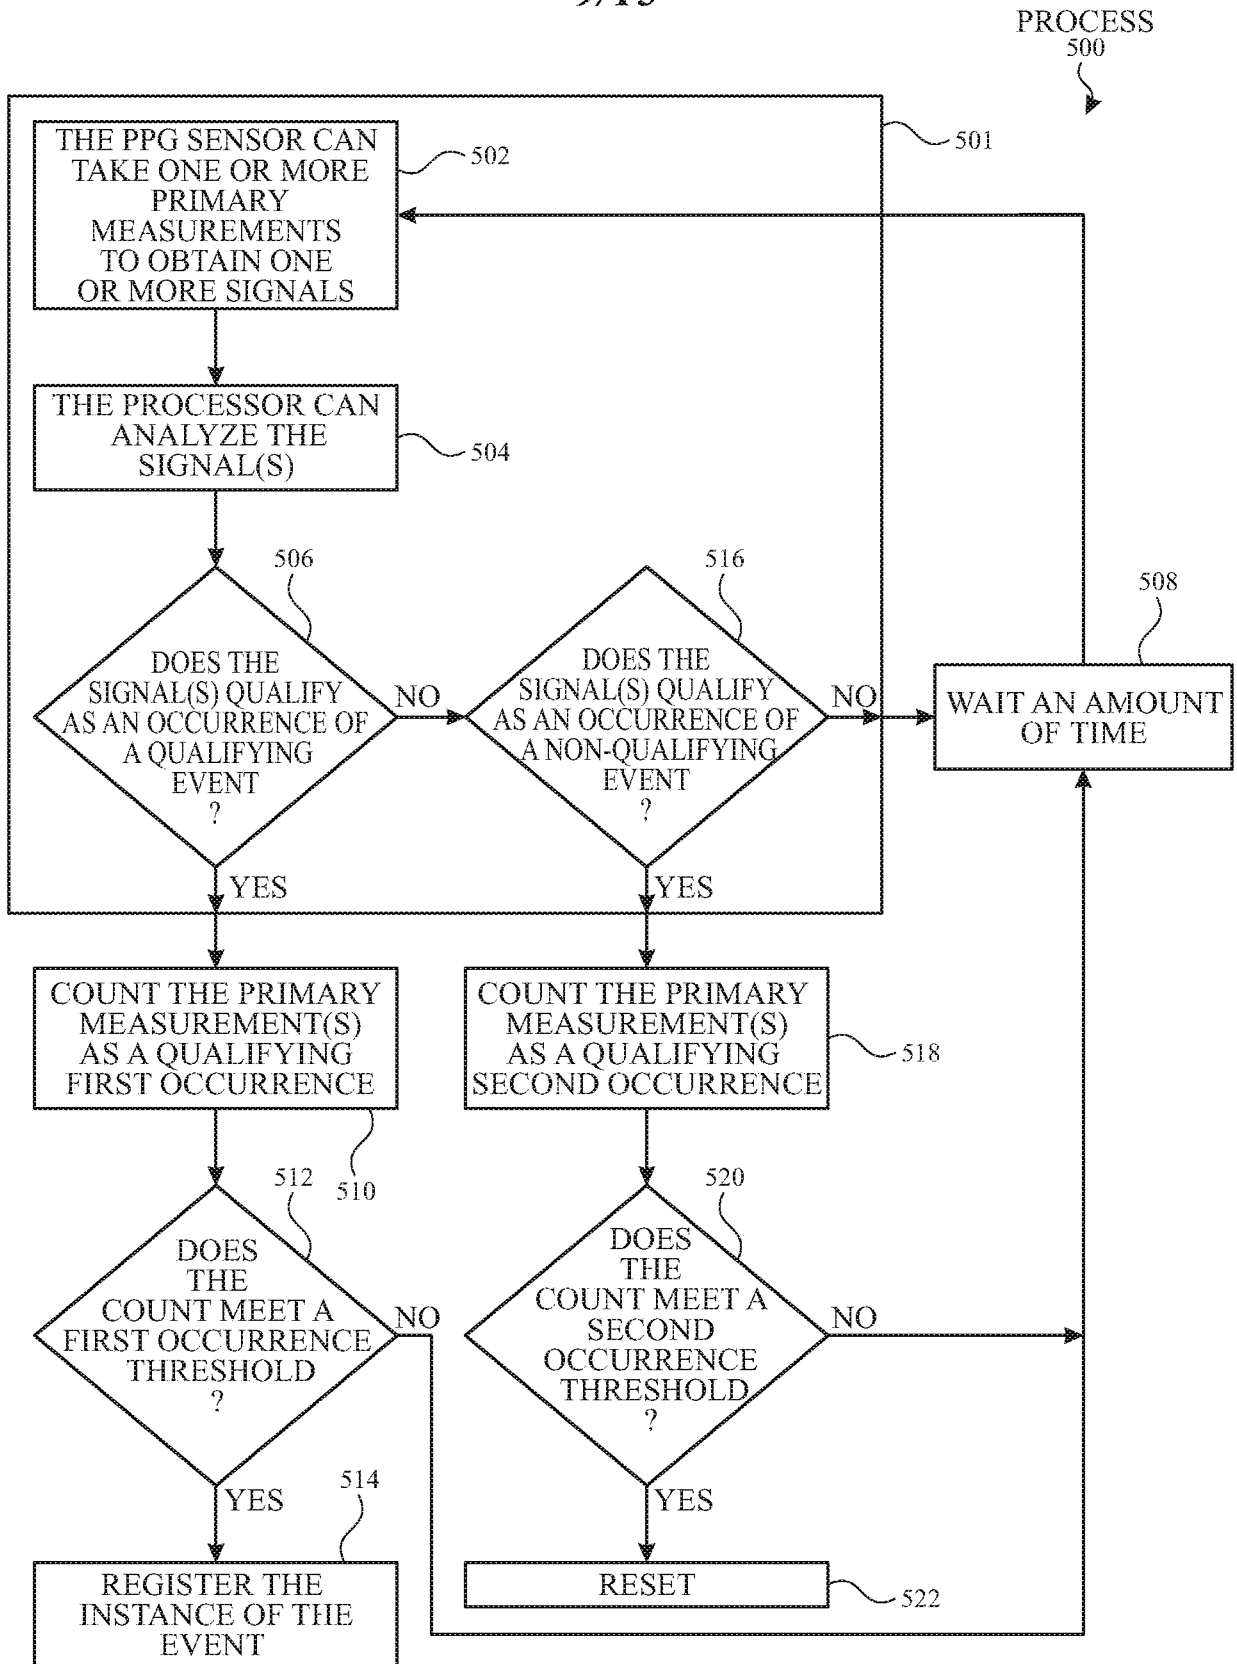 9/15
PROCESS
500
501
THE PPG SENSOR CAN
TAKE ONE OR MORE
PRIMARY
MEASUREMENTS
TO OBTAIN ONE
OR MORE SIGNALS
502
THE PROCESSOR CAN
ANALYZE THE
SIGNAL(S)
504
506
DOES THE
SIGNAL(S) QUALIFY
AS AN OCCURRENCE OF
A QUALIFYING
EVENT
?
NO
YES
516
DOES THE
SIGNAL(S) QUALIFY
AS AN OCCURRENCE OF
A NON-QUALIFYING
EVENT
?
NO
YES
508
WAIT AN AMOUNT
OF TIME
COUNT THE PRIMARY
MEASUREMENT(S)
AS A QUALIFYING
FIRST OCCURRENCE
510
COUNT THE PRIMARY
MEASUREMENT(S)
AS A QUALIFYING
SECOND OCCURRENCE
518
512
DOES
THE
COUNT MEET A
FIRST OCCURRENCE
THRESHOLD
?
NO
YES
520
DOES
THE
COUNT MEET A
SECOND
OCCURRENCE
THRESHOLD
?
NO
YES
514
REGISTER THE
INSTANCE OF THE
EVENT
RESET
522